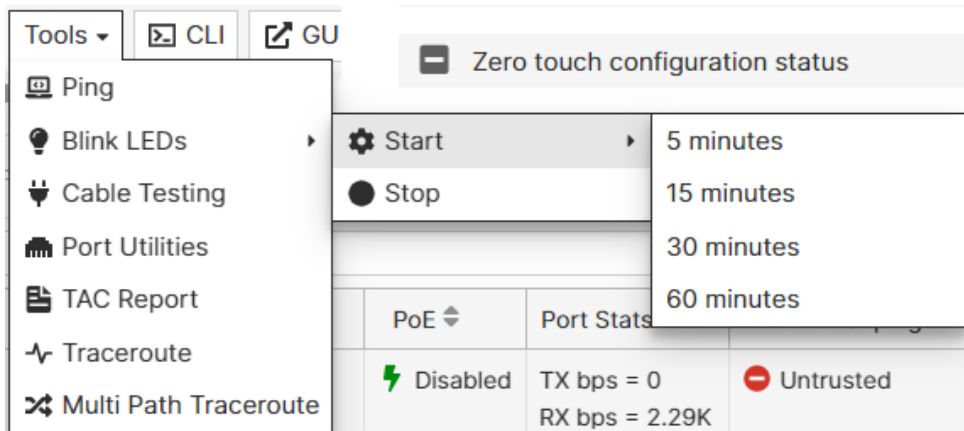 Tools CLI GU
Zero touch configuration status
Ping
Blink LEDs Start 5 minutes
Cable Testing Stop 15 minutes
Port Utilities 30 minutes
TAC Report 60 minutes
PoE Port Stats
Traceroute Disabled TX bps = 0 Untrusted
Multi Path Traceroute RX bps = 2.29K